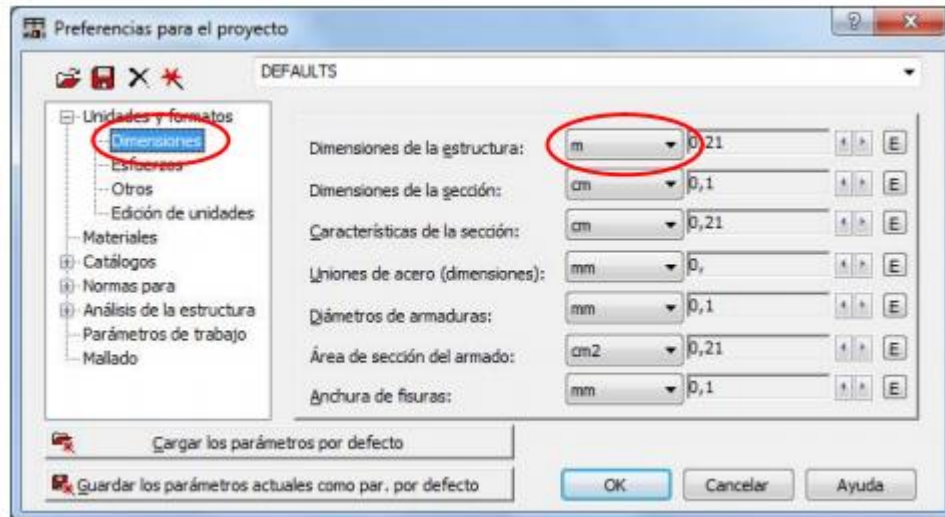 Preferencias para el proyecto
DEFAULTS
Unidades y formatos
Dimensiones
Esfuerzos
Otros
Edición de unidades
Materiales
Catálogos
Normas para
Análisis de la estructura
Parámetros de trabajo
Mallado
Dimensiones de la estructura: m 0,21 E
Dimensiones de la sección: cm 0,1 E
Características de la sección: cm 0,21 E
Uniones de acero (dimensiones): mm 0, E
Diámetros de armaduras: mm 0,1 E
Área de sección del armado: cm2 0,21 E
Anchura de fisuras: mm 0,1 E
Cargar los parámetros por defecto
Guardar los parámetros actuales como par. por defecto
OK Cancelar Ayuda